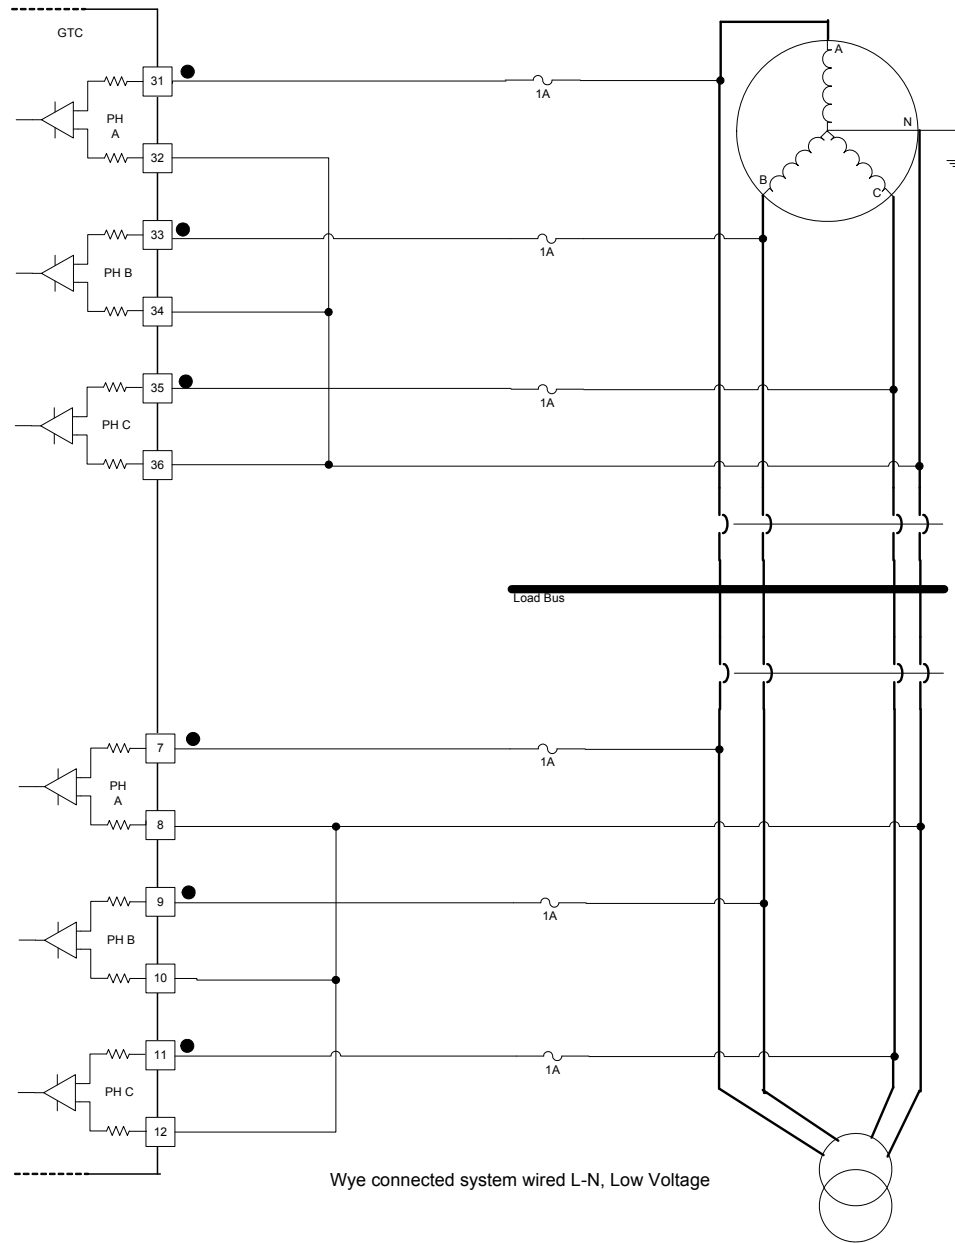 GTC
A
31
1A
PH
A
N
32
B
C
33
1A
PH B
34
35
1A
PH C
36
Load Bus
7
1A
PH
A
8
9
1A
PH B
10
11
1A
PH C
12
Wye connected system wired L-N, Low Voltage